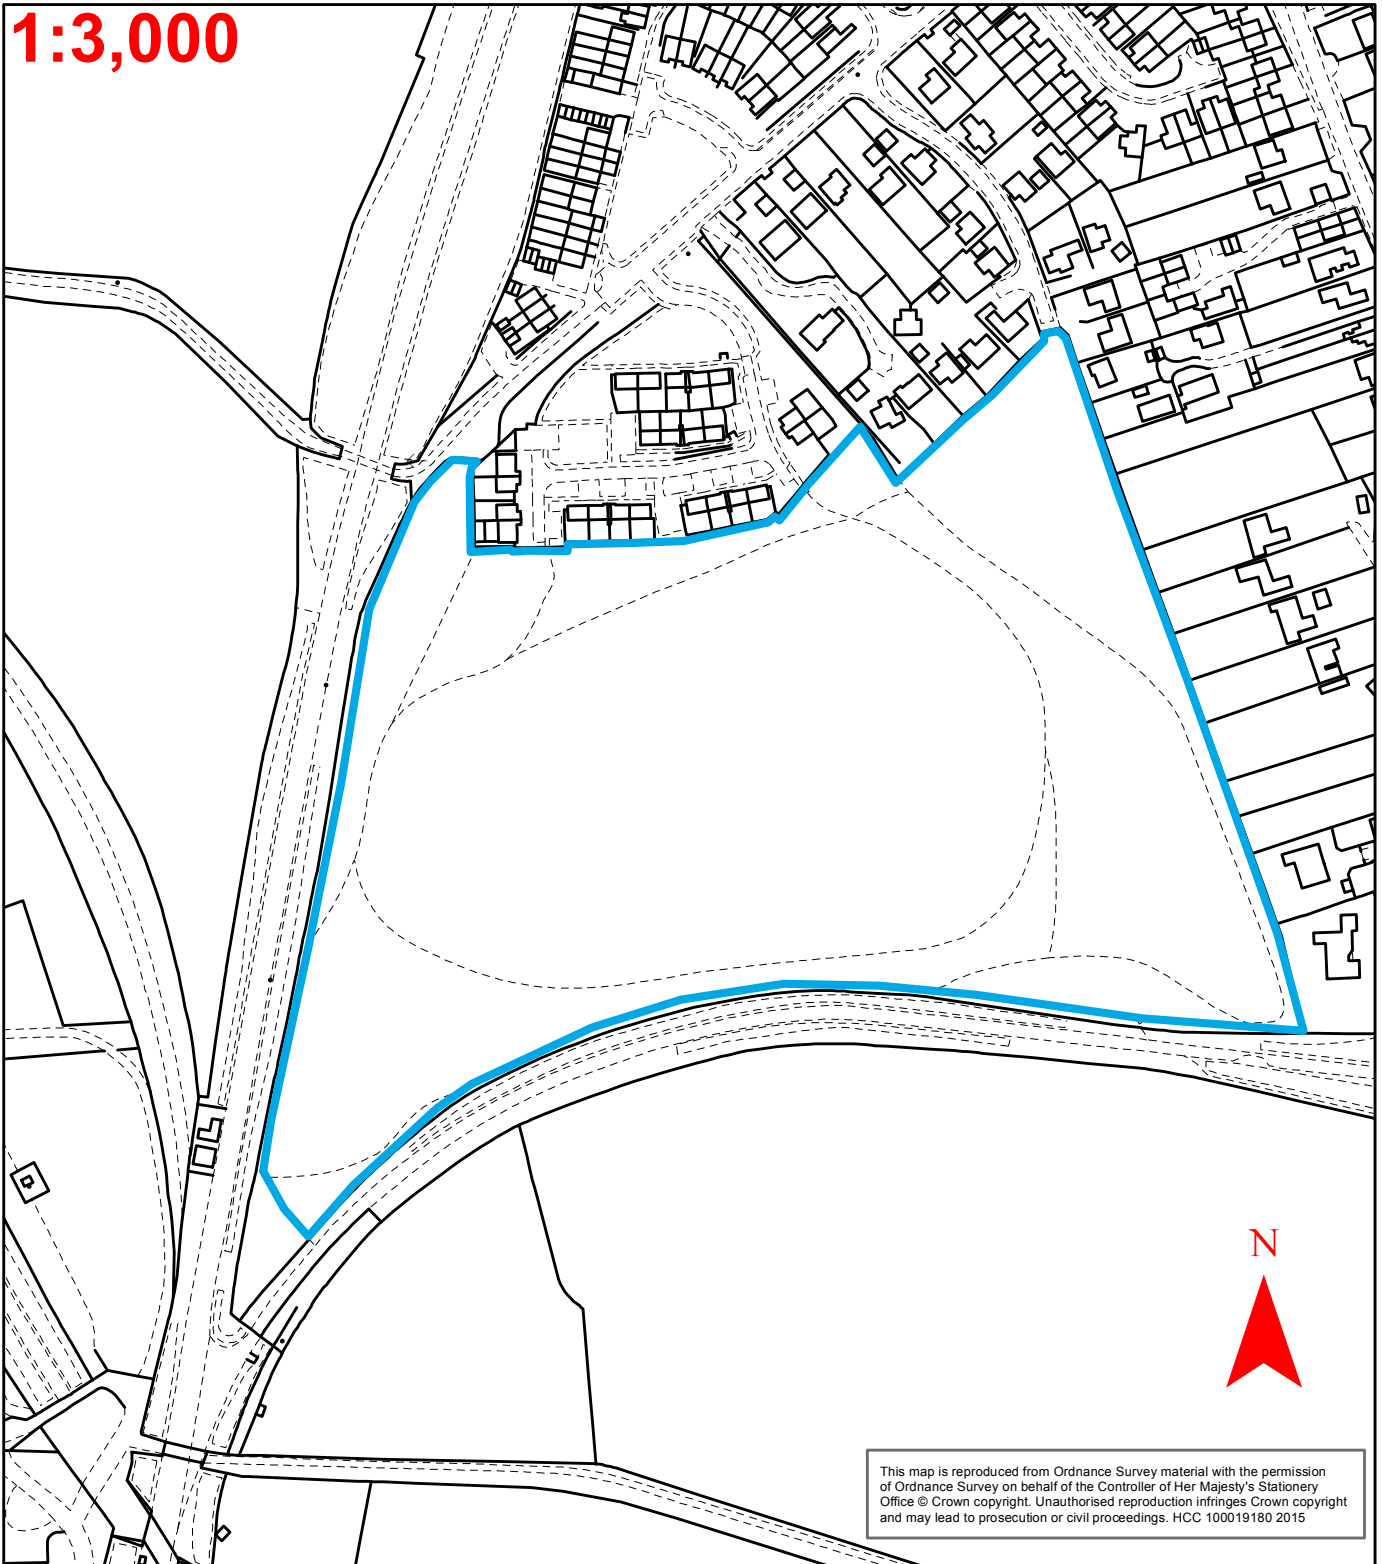 1:3,000
N
This map is reproduced from Ordnance Survey material with the permission
of Ordnance Survey on behalf of the Controller of Her Majesty's Stationery
Office © Crown copyright. Unauthorised reproduction infringes Crown copyright
and may lead to prosecution or civil proceedings. HCC 100019180 2015